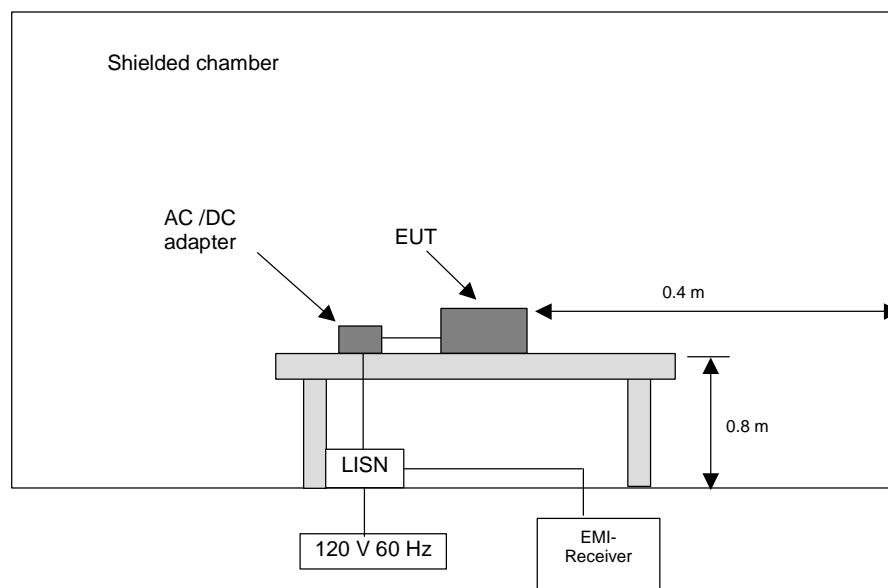 Shielded chamber
AC /DC
adapter
EUT
0.4 m
0.8 m
LISN
120 V 60 Hz
EMI-
Receiver